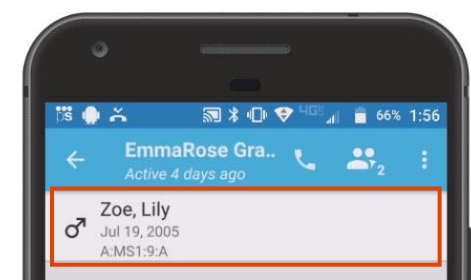 66% 1:56
EmmaRose Gra..
Active 4 days ago
2
Zoe, Lily
Jul 19, 2005
A:MS1:9:A